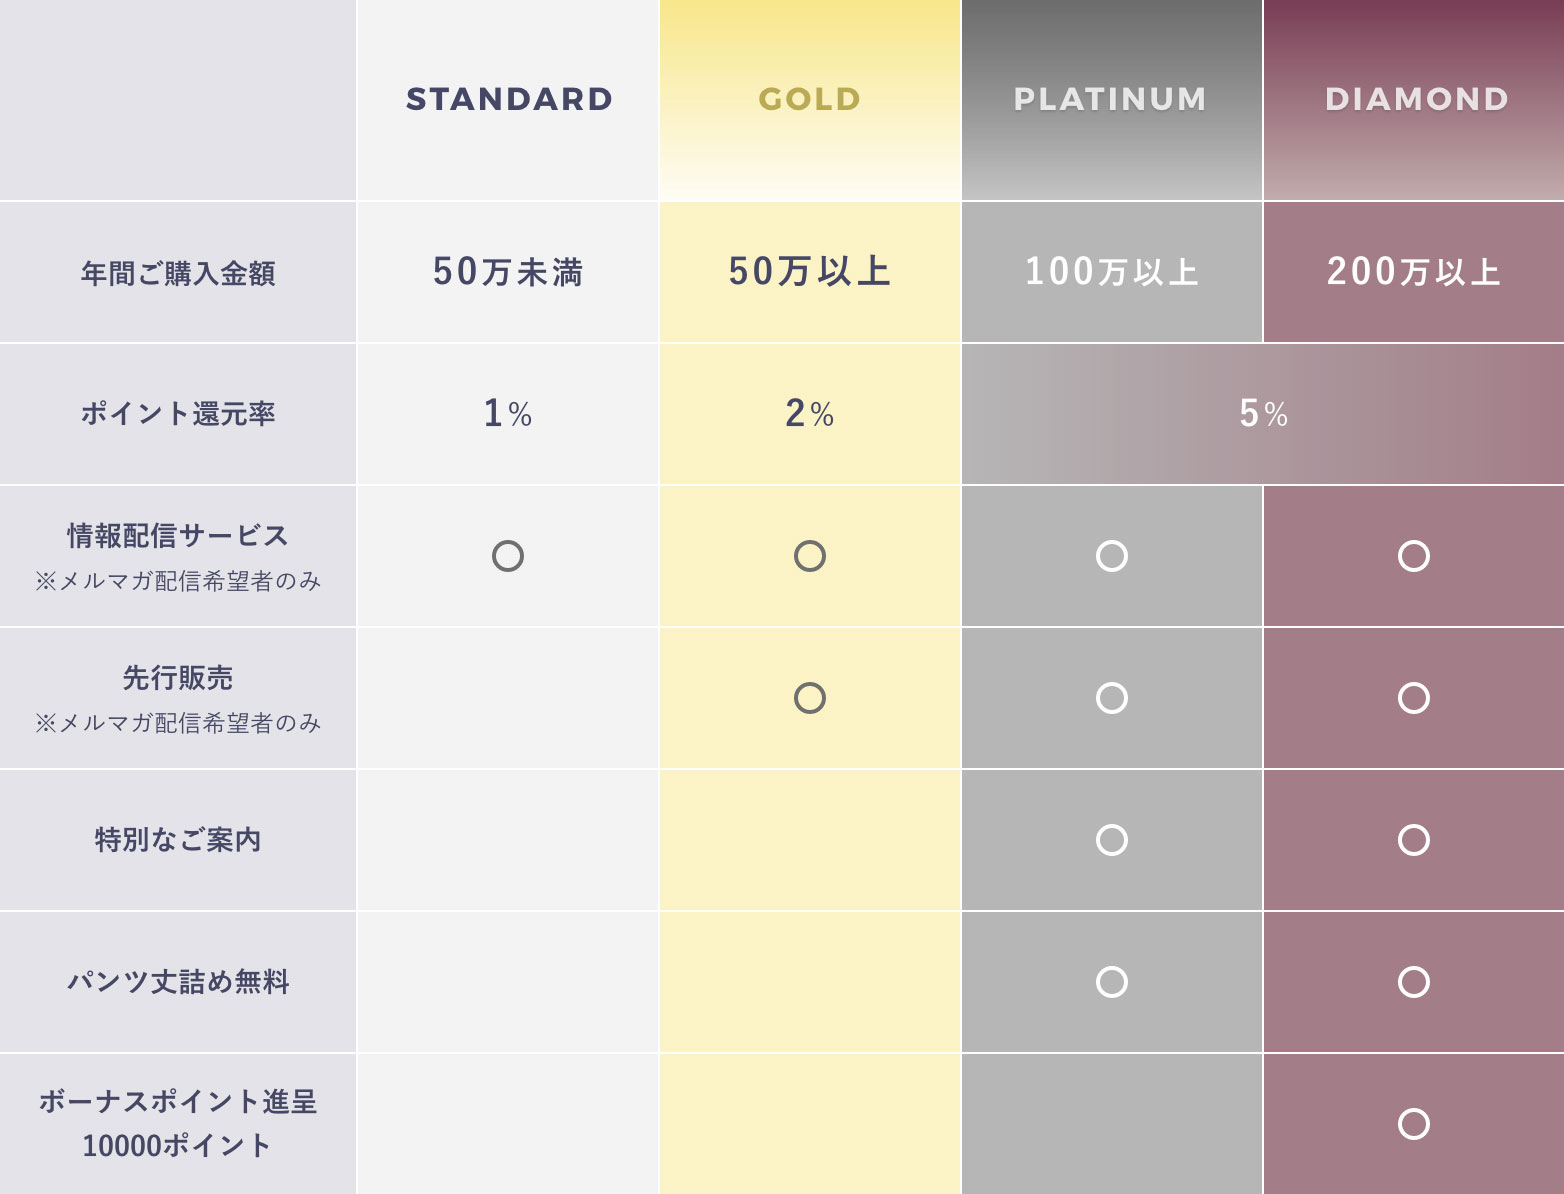 STANDARD GOLD PLATINUM DIAMOND
年間ご購入金額 50万未満 50万以上 100万以上 200万以上
ポイント還元率 1% 2% 5%
情報配信サービス
※メルマガ配信希望者のみ
○ ○ ○ ○
先行販売
※メルマガ配信希望者のみ
○ ○ ○
特別なご案内 ○ ○
パンツ丈詰め無料 ○ ○
ボーナスポイント進呈
10000ポイント
○